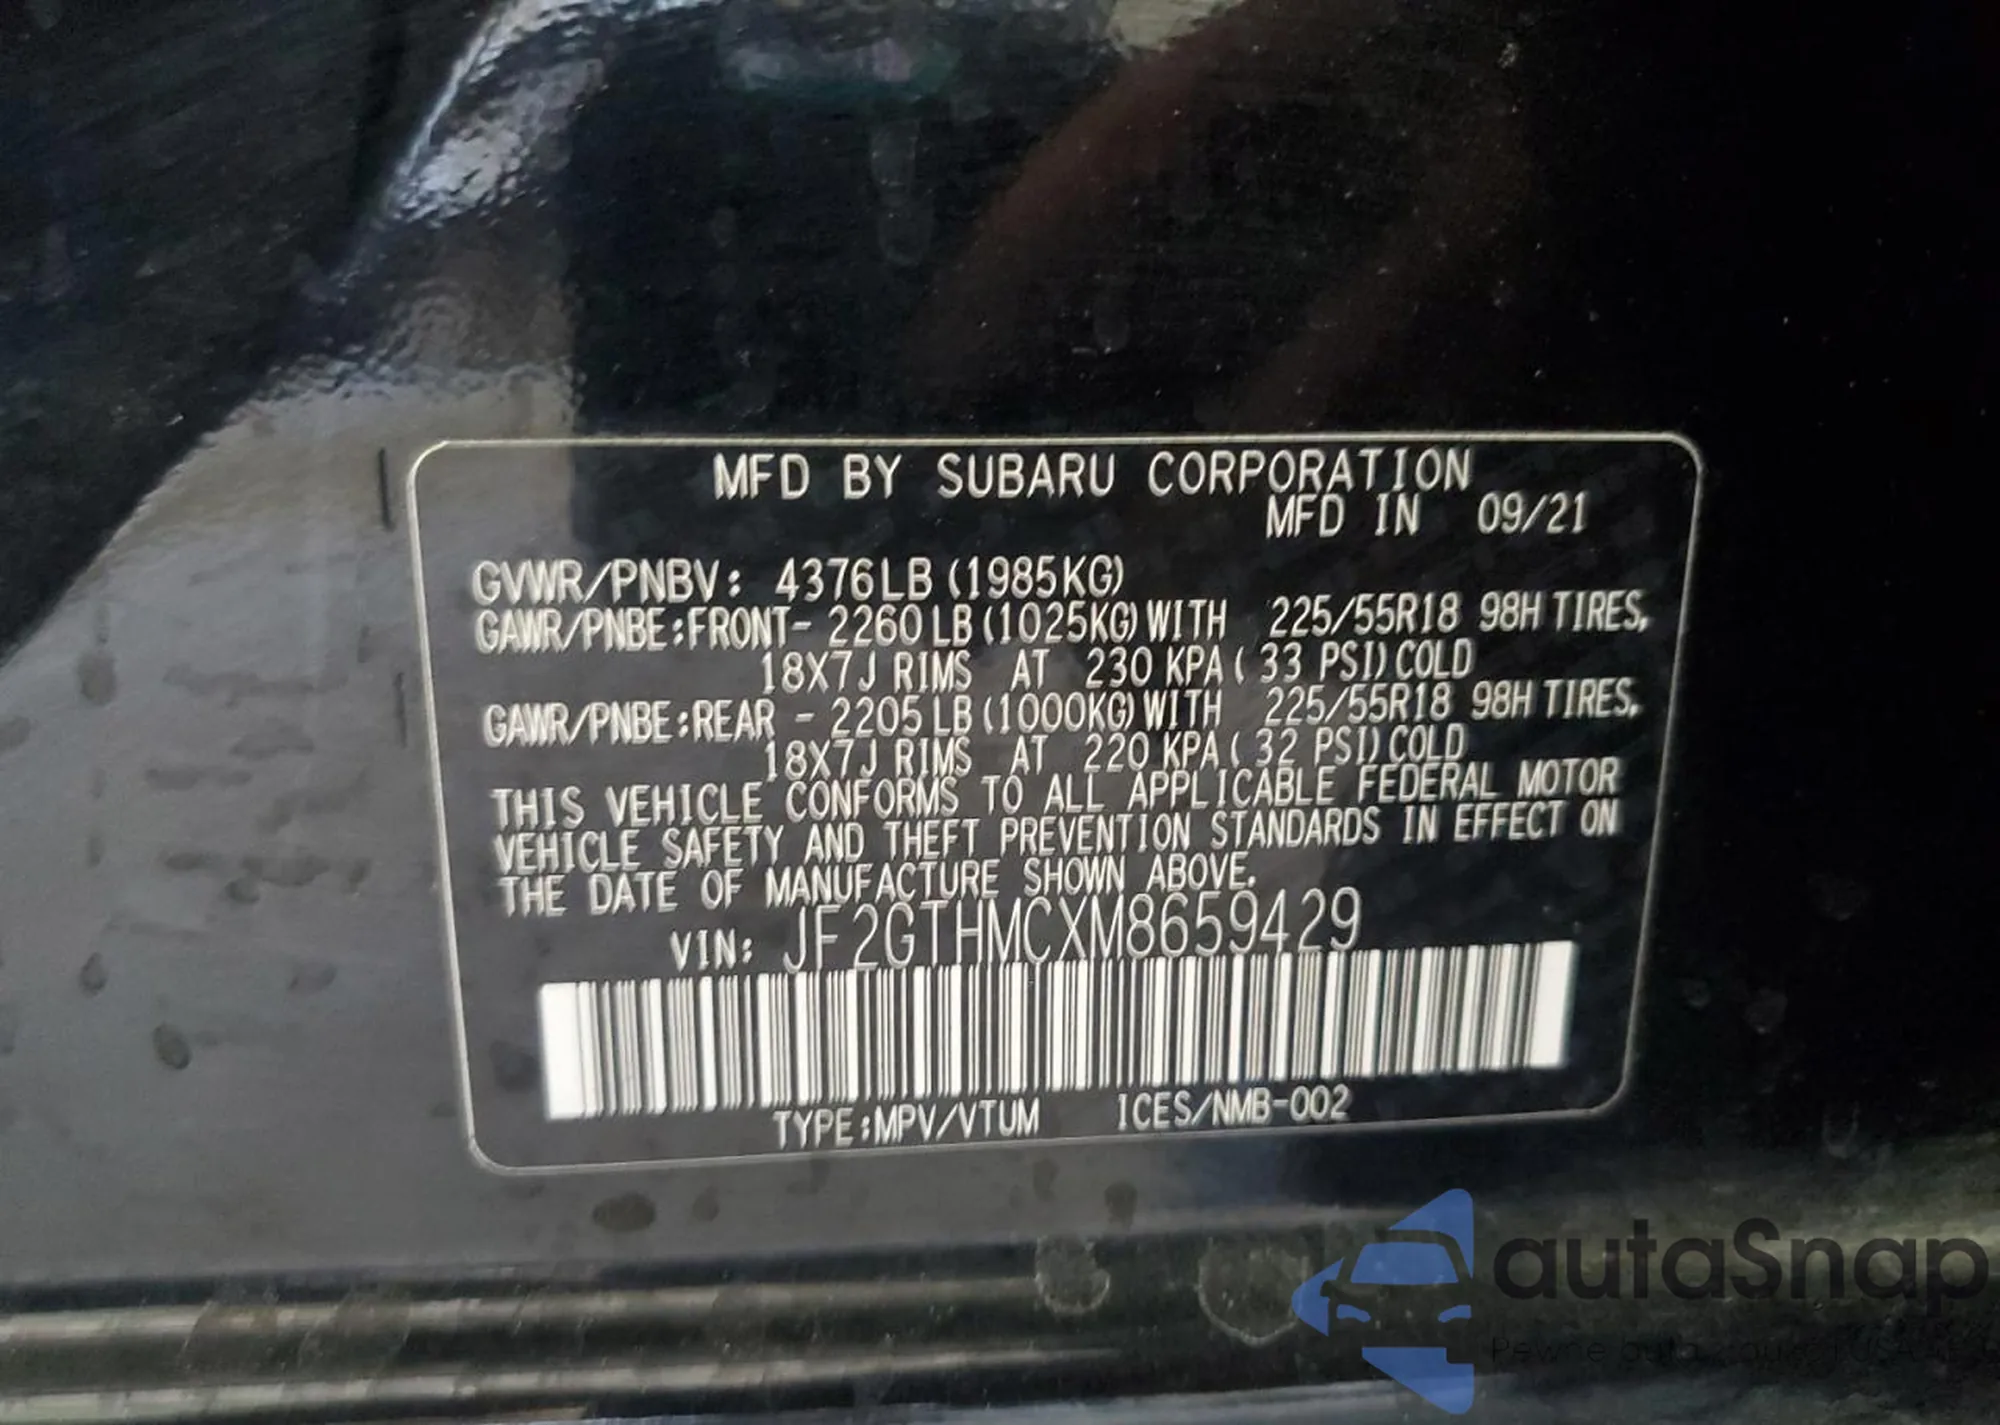 MFD BY SUBARU CORPORATION
MFD IN 09/21
GVWR/PNBV: 4376LB (1985KG)
GAWR/PNBE:FRONT- 2260 LB (1025KG) WITH 225/55R18 98H TIRES,
18X7J RIMS AT 230 KPA ( 33 PSI) COLD
GAWR/PNBE:REAR - 2205 LB (1000KG) WITH 225/55R18 98H TIRES,
18X7J RIMS AT 220 KPA ( 32 PSI) COLD
THIS VEHICLE CONFORMS TO ALL APPLICABLE FEDERAL MOTOR
VEHICLE SAFETY AND THEFT PREVENTION STANDARDS IN EFFECT ON
THE DATE OF MANUFACTURE SHOWN ABOVE.
VIN: JF2GTHMCXM8659429
TYPE:MPV/VTUM ICES/NMB-002
autaSnap
Pewne auta z